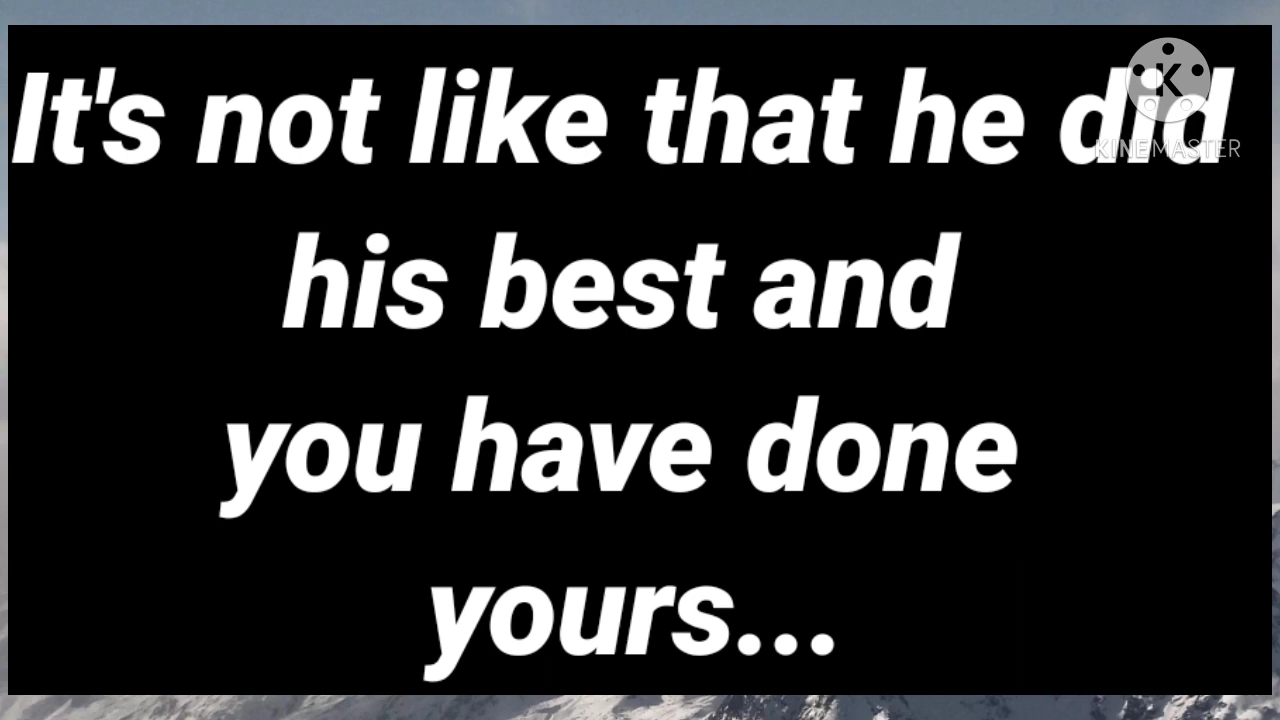 It's not like that he did
his best and
you have done
yours...
KINEMASTER